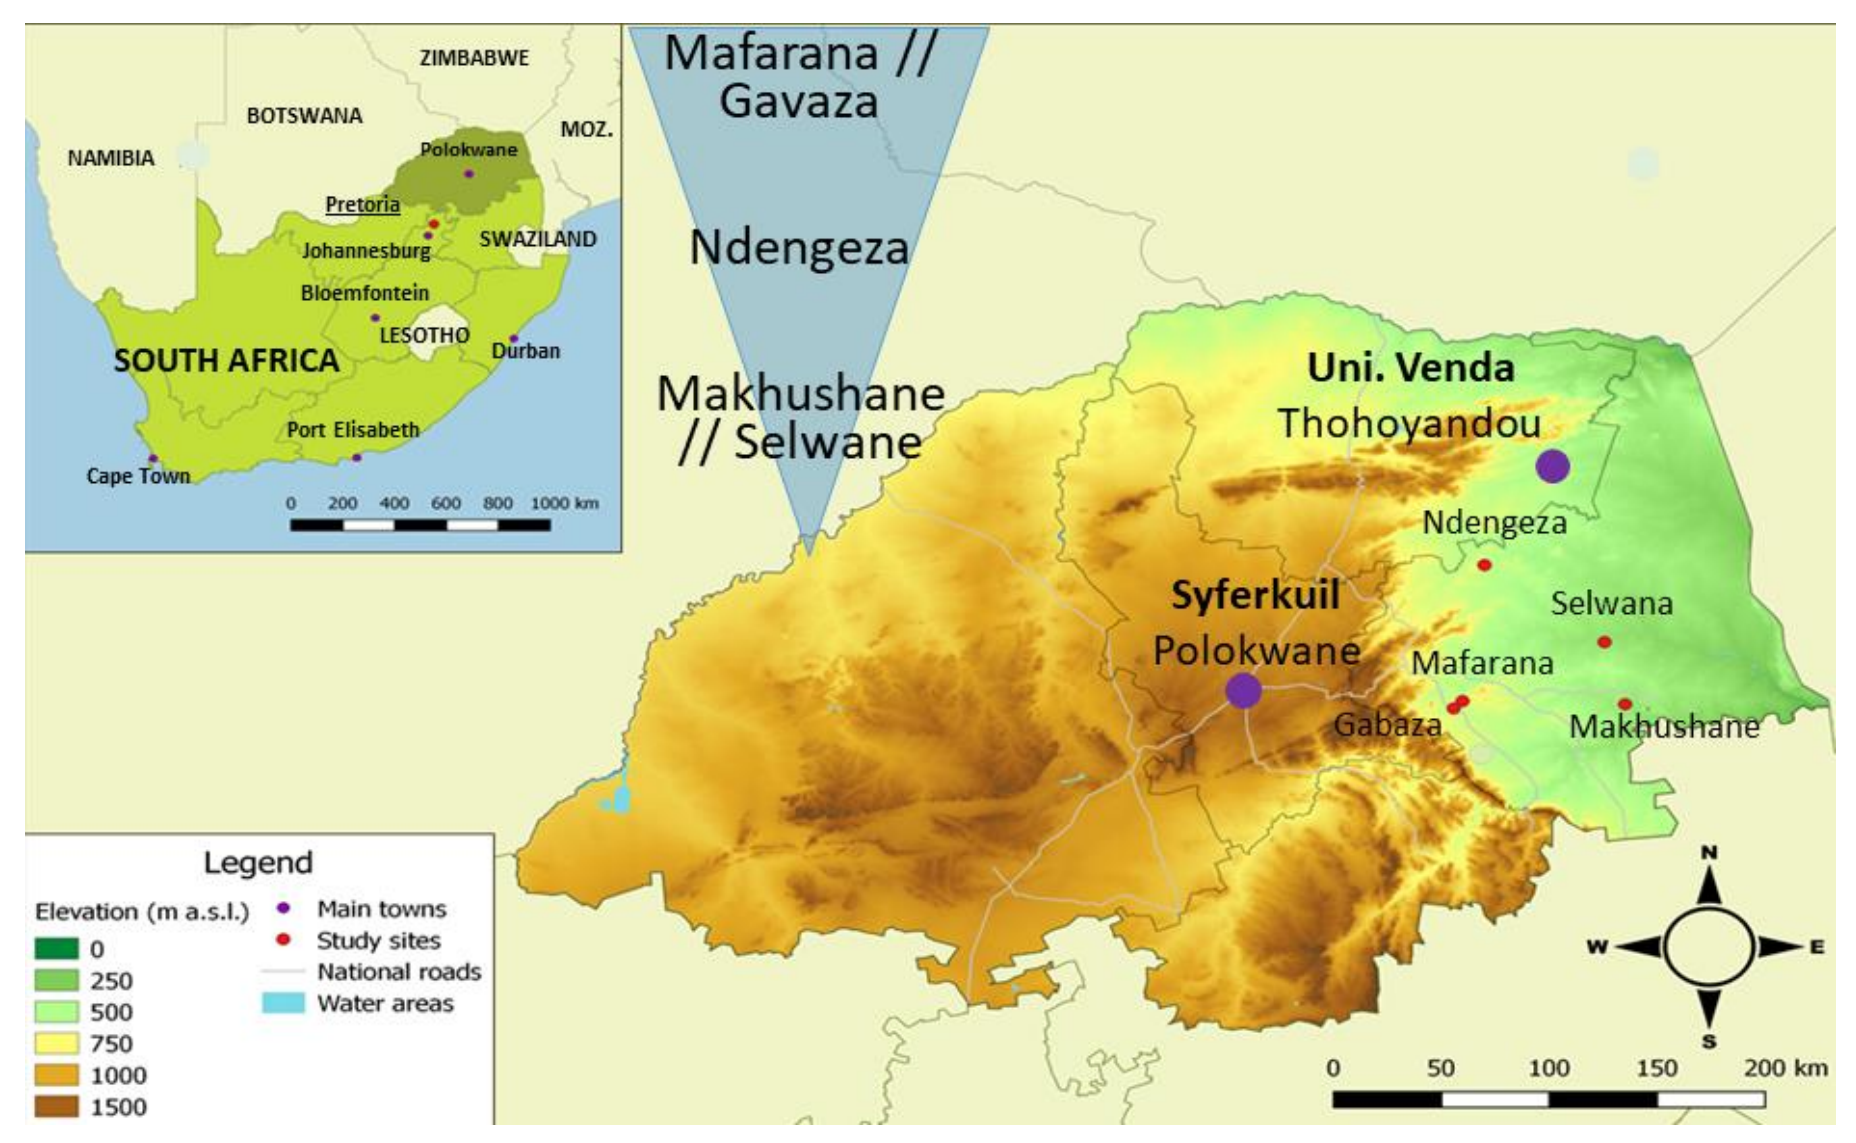 ZIMBABWE
BOTSWANA
MOZ.
NAMIBIA
Polokwane
Pretoria
SWAZILAND
Johannesburg
Bloemfontein
LESOTHO
SOUTH AFRICA
Durban
Port Elisabeth
Cape Town
0 200 400 600 800 1000 km
Mafarana //
Gavaza
Ndengeza
Makhushane
// Selwane
Uni. Venda
Thohoyandou
Ndengeza
Syferkuil
Polokwane
Selwana
Mafarana
Gabaza
Makhushane
Legend
Elevation (m a.s.l.)
0
250
500
750
1000
1500
Main towns
Study sites
National roads
Water areas
N
W E
S
0 50 100 150 200 km